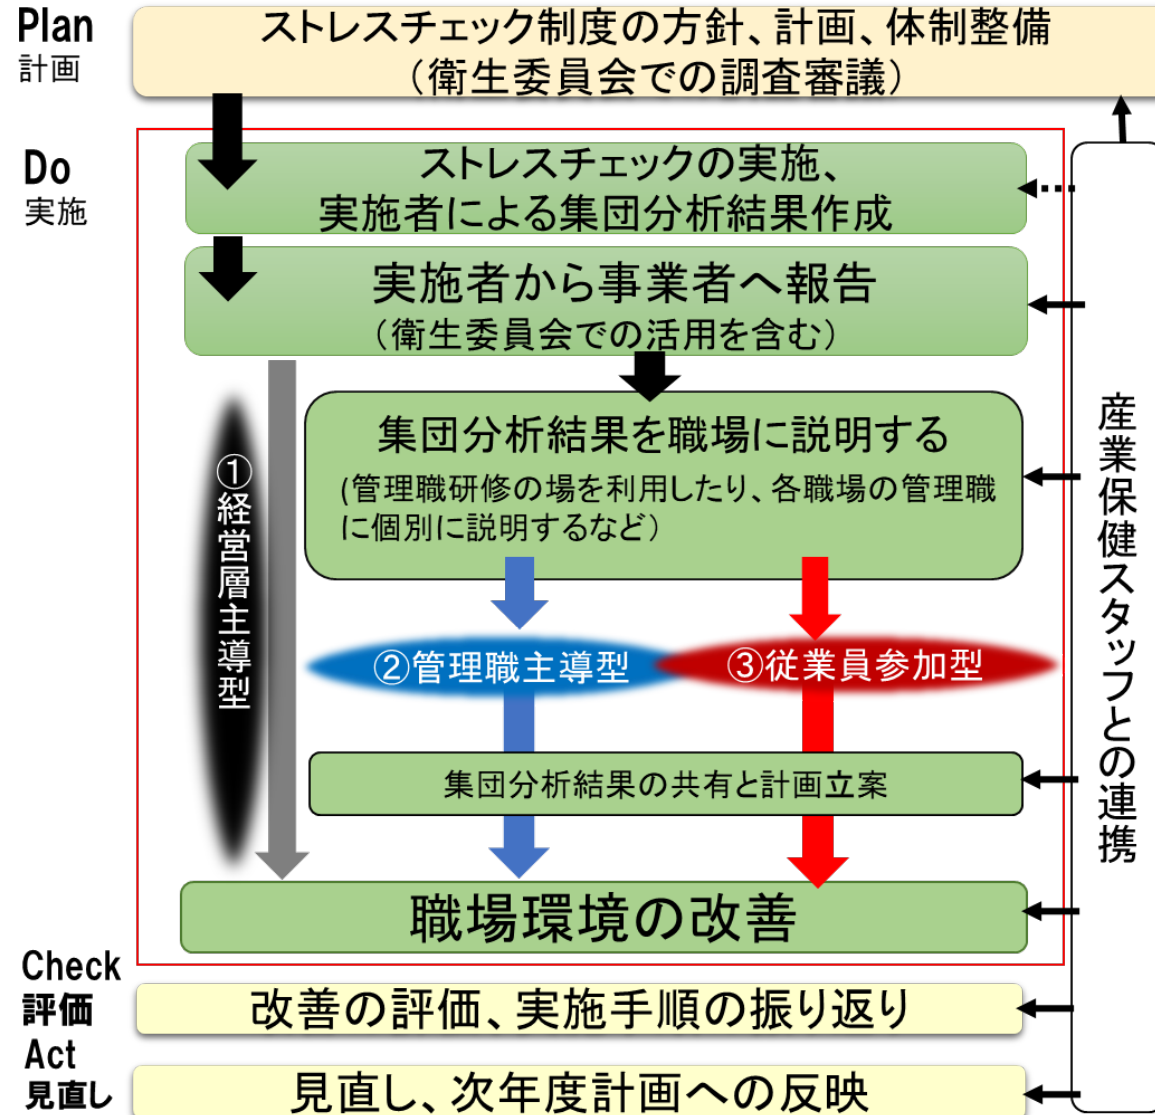 Plan
計画
ストレスチェック制度の方針、計画、体制整備
（衛生委員会での調査審議）
Do
実施
ストレスチェックの実施、
実施者による集団分析結果作成
実施者から事業者へ報告
（衛生委員会での活用を含む）
集団分析結果を職場に説明する
(管理職研修の場を利用したり、各職場の管理職
に個別に説明するなど）
①経営層主導型
②管理職主導型
③従業員参加型
集団分析結果の共有と計画立案
職場環境の改善
産業保健スタッフとの連携
Check
評価
改善の評価、実施手順の振り返り
Act
見直し
見直し、次年度計画への反映